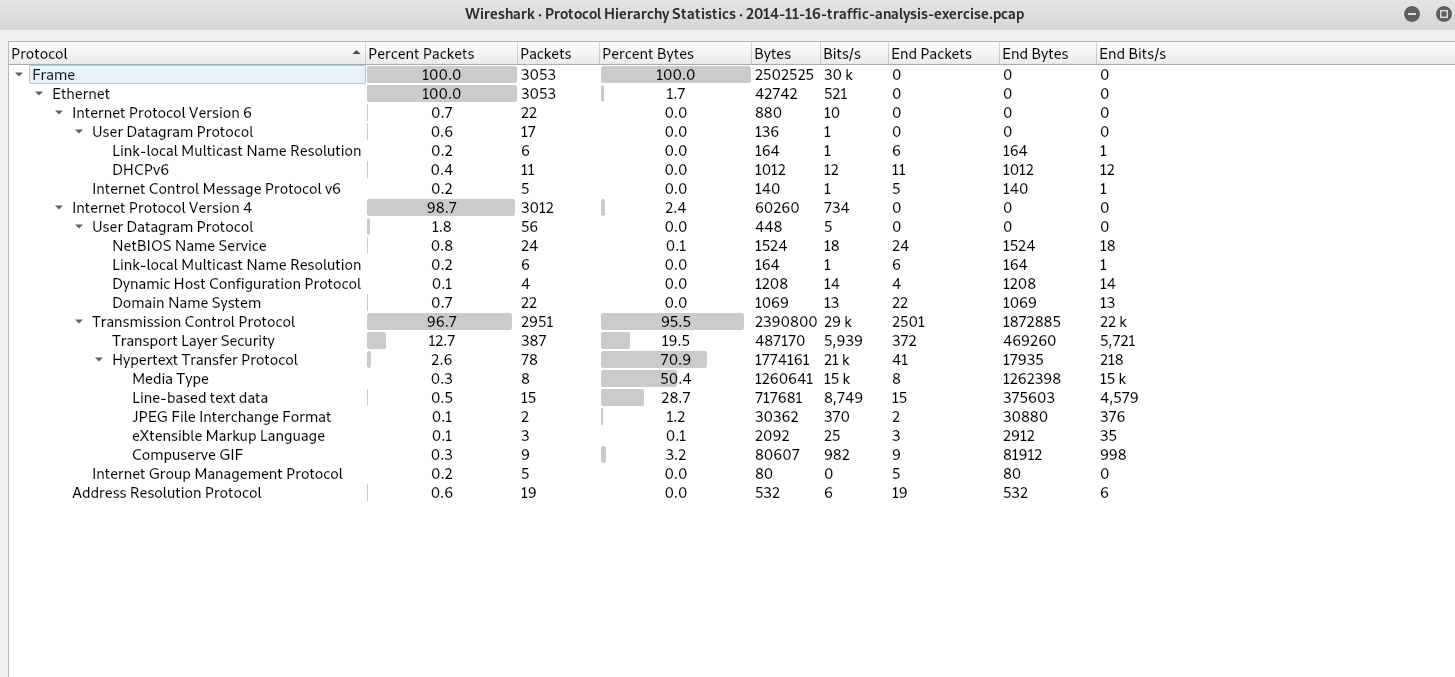 Wireshark · Protocol Hierarchy Statistics · 2014-11-16-traffic-analysis-exercise.pcap
Protocol Percent Packets Packets Percent Bytes Bytes Bits/s End Packets End Bytes End Bits/s
Frame 100.0 3053 100.0 2502525 30 k 0 0 0
Ethernet 100.0 3053 1.7 42742 521 0 0 0
Internet Protocol Version 6 0.7 22 0.0 880 10 0 0 0
User Datagram Protocol 0.6 17 0.0 136 1 0 0 0
Link-local Multicast Name Resolution 0.2 6 0.0 164 1 6 164 1
DHCPv6 0.4 11 0.0 1012 12 11 1012 12
Internet Control Message Protocol v6 0.2 5 0.0 140 1 5 140 1
Internet Protocol Version 4 98.7 3012 2.4 60260 734 0 0 0
User Datagram Protocol 1.8 56 0.0 448 5 0 0 0
NetBIOS Name Service 0.8 24 0.1 1524 18 24 1524 18
Link-local Multicast Name Resolution 0.2 6 0.0 164 1 6 164 1
Dynamic Host Configuration Protocol 0.1 4 0.0 1208 14 4 1208 14
Domain Name System 0.7 22 0.0 1069 13 22 1069 13
Transmission Control Protocol 96.7 2951 95.5 2390800 29 k 2501 1872885 22 k
Transport Layer Security 12.7 387 19.5 487170 5,939 372 469260 5,721
Hypertext Transfer Protocol 2.6 78 70.9 1774161 21 k 41 17935 218
Media Type 0.3 8 50.4 1260641 15 k 8 1262398 15 k
Line-based text data 0.5 15 28.7 717681 8,749 15 375603 4,579
JPEG File Interchange Format 0.1 2 1.2 30362 370 2 30880 376
eXtensible Markup Language 0.1 3 0.1 2092 25 3 2912 35
Compuserve GIF 0.3 9 3.2 80607 982 9 81912 998
Internet Group Management Protocol 0.2 5 0.0 80 0 5 80 0
Address Resolution Protocol 0.6 19 0.0 532 6 19 532 6